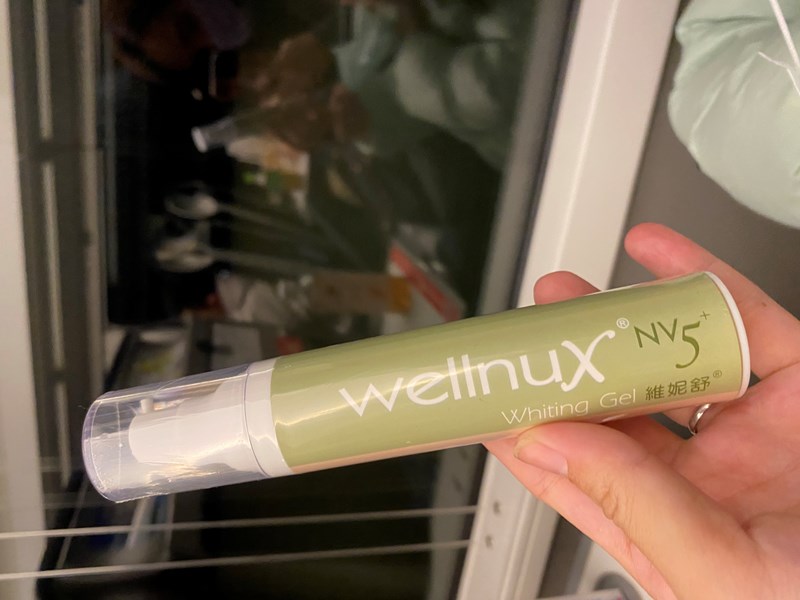 wellnux® NV5+
Whiting Gel 維妮舒®